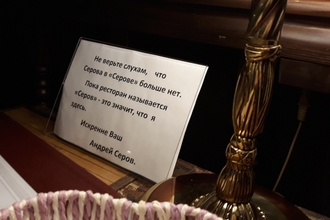 Не верьте слухам, что
Серова в «Серове» больше нет.
Пока ресторан называется
«Серов» - это значит, что я
здесь.
Искренне Ваш
Андрей Серов.